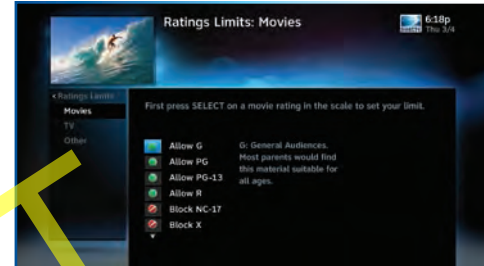 Ratings Limits: Movies
6:18p
Thu 3/4
Ratings Limits
Movies
TV
Other
First press SELECT on a movie rating in the scale to set your limit.
Allow G
Allow PG
Allow PG-13
Allow R
Block NC-17
Block X
G: General Audiences.
Most parents would find
this material suitable for
all ages.